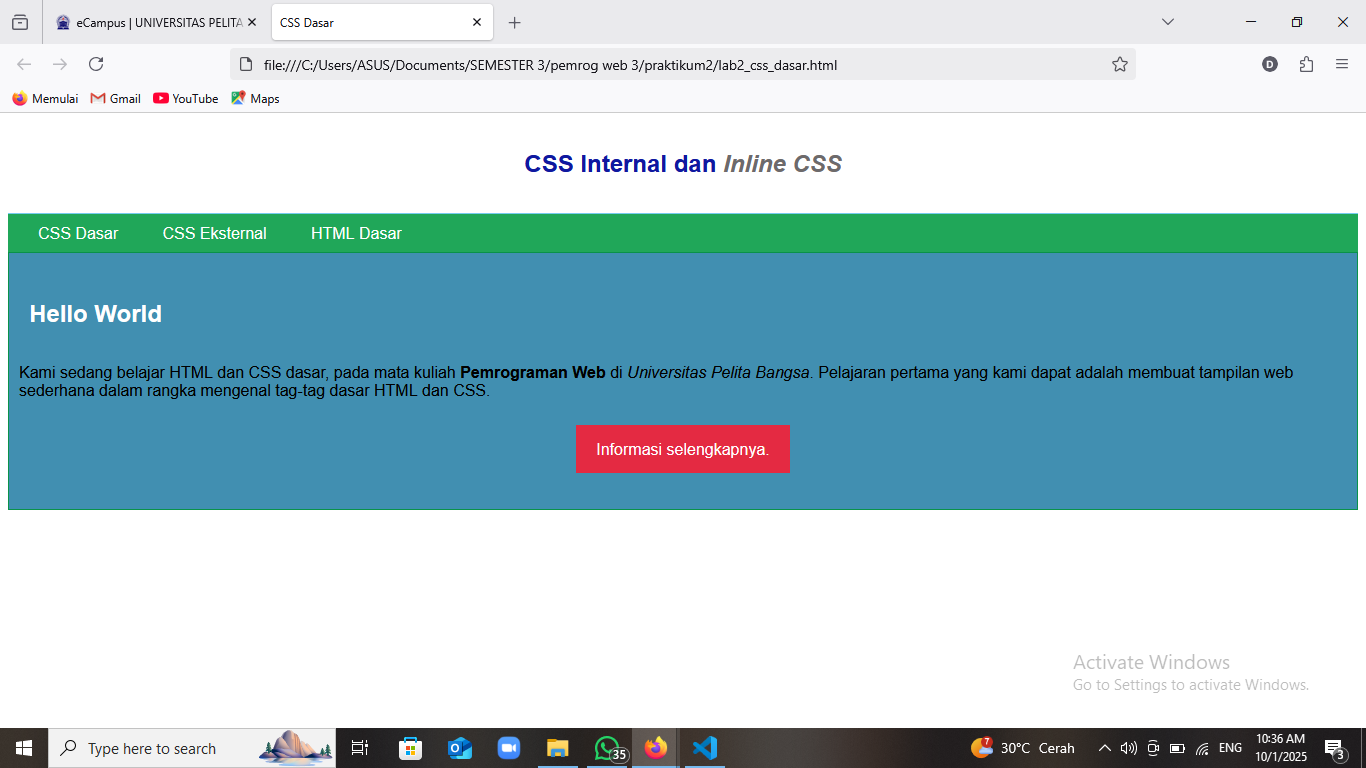 eCampus | UNIVERSITAS PELITA
CSS Dasar
file:///C:/Users/ASUS/Documents/SEMESTER 3/pemrog web 3/praktikum2/lab2_css_dasar.html
D
Memulai Gmail YouTube Maps
CSS Internal dan Inline CSS
CSS Dasar CSS Eksternal HTML Dasar
Hello World
Kami sedang belajar HTML dan CSS dasar, pada mata kuliah Pemrograman Web di Universitas Pelita Bangsa. Pelajaran pertama yang kami dapat adalah membuat tampilan web
sederhana dalam rangka mengenal tag-tag dasar HTML dan CSS.
Informasi selengkapnya.
Activate Windows
Go to Settings to activate Windows.
Type here to search
35
7
30°C Cerah
ENG
10:36 AM
10/1/2025
3